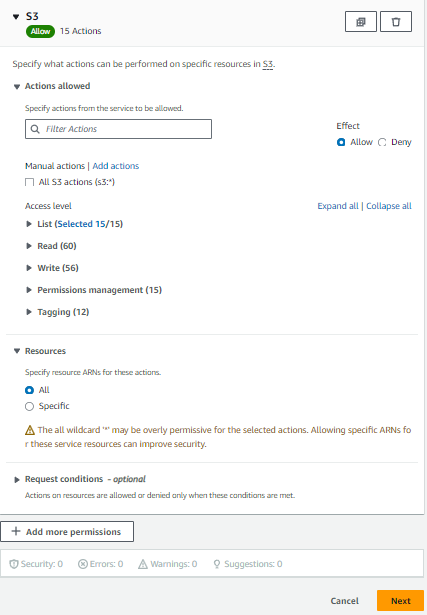 S3
Allow 15 Actions
Specify what actions can be performed on specific resources in S3.
Actions allowed
Specify actions from the service to be allowed.
Filter Actions
Effect
Allow Deny
Manual actions | Add actions
All S3 actions (s3:*)
Access level
Expand all | Collapse all
List (Selected 15/15)
Read (60)
Write (56)
Permissions management (15)
Tagging (12)
Resources
Specify resource ARNs for these actions.
All
Specific
The all wildcard '*' may be overly permissive for the selected actions. Allowing specific ARNs fo
r these service resources can improve security.
Request conditions - optional
Actions on resources are allowed or denied only when these conditions are met.
+ Add more permissions
Security: 0 Errors: 0 Warnings: 0 Suggestions: 0
Cancel Next